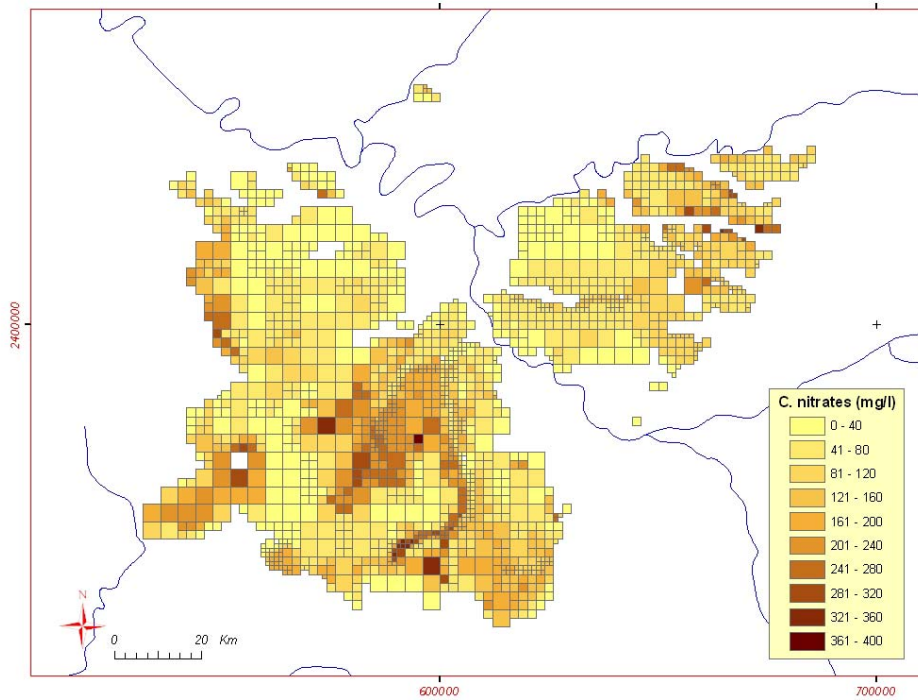 2400000
N
0 20 Km
600000
700000
C. nitrates (mg/l)
0 - 40
41 - 80
81 - 120
121 - 160
161 - 200
201 - 240
241 - 280
281 - 320
321 - 360
361 - 400